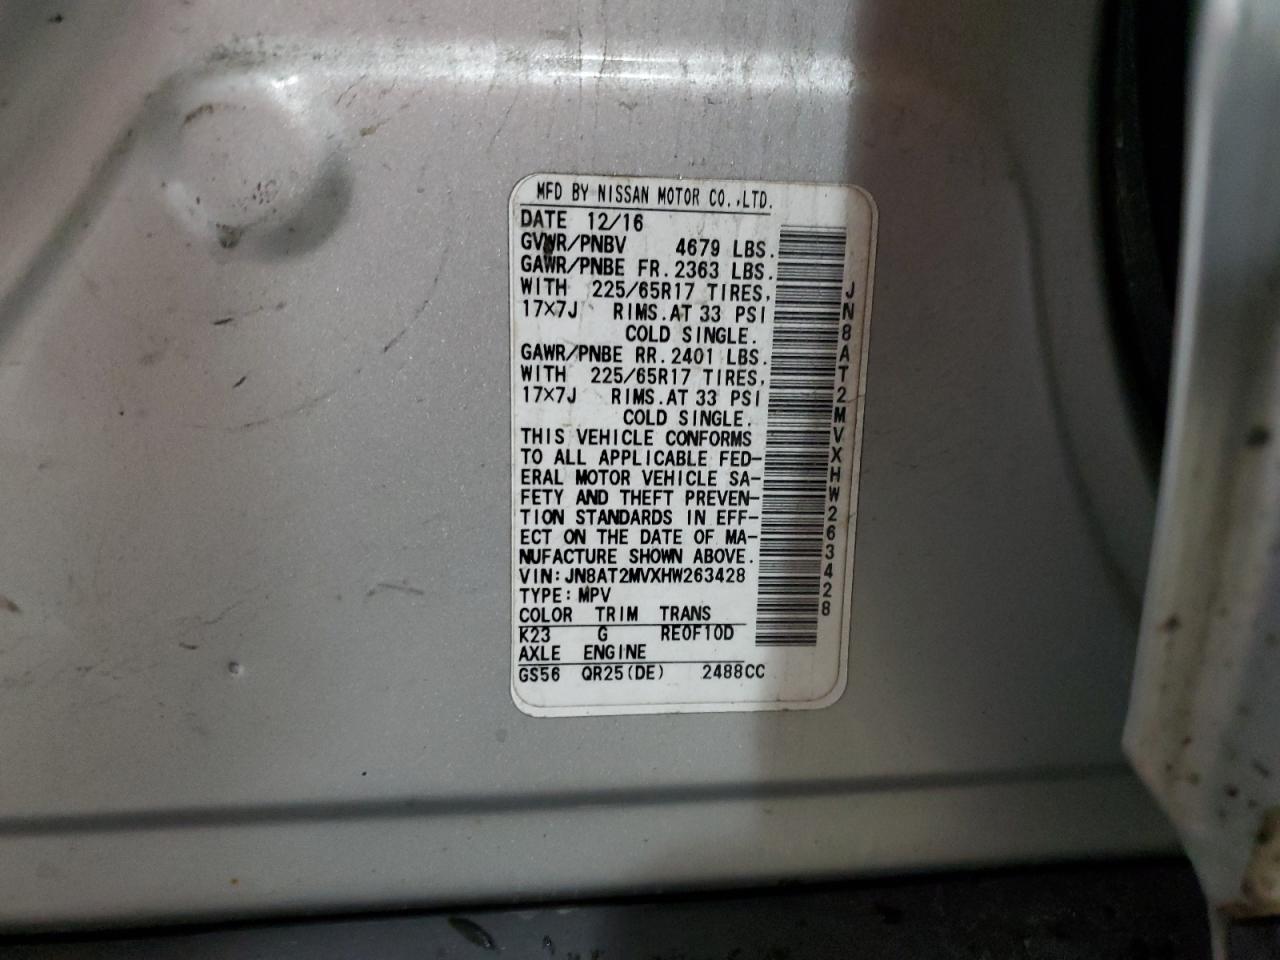 MFD BY NISSAN MOTOR CO.,LTD.
DATE 12/16
GVWR/PNBV 4679 LBS.
GAWR/PNBE FR.2363 LBS.
WITH 225/65R17 TIRES,
17×7J RIMS.AT 33 PSI
COLD SINGLE.
GAWR/PNBE RR.2401 LBS.
WITH 225/65R17 TIRES,
17×7J RIMS.AT 33 PSI
COLD SINGLE.
THIS VEHICLE CONFORMS
TO ALL APPLICABLE FED-
ERAL MOTOR VEHICLE SA-
FETY AND THEFT PREVEN-
TION STANDARDS IN EFF-
ECT ON THE DATE OF MA-
NUFACTURE SHOWN ABOVE.
VIN:JN8AT2MVXHW263428
TYPE:MPV
COLOR TRIM TRANS
K23 G RE0F10D
AXLE ENGINE
GS56 QR25(DE) 2488CC
JN8AT2MVXHW263428